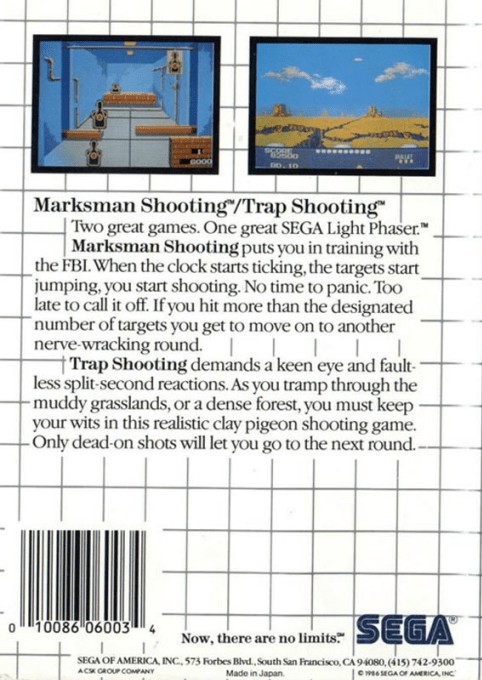 1
0000
SCORE
62500
RD. 10
BULLET
Marksman Shooting™/Trap Shooting™
Two great games. One great SEGA Light Phaser.™
Marksman Shooting puts you in training with
the FBI. When the clock starts ticking, the targets start
jumping, you start shooting. No time to panic. Too
late to call it off. If you hit more than the designated
number of targets you get to move on to another
nerve-wracking round.
Trap Shooting demands a keen eye and fault-
less split-second reactions. As you tramp through the
muddy grasslands, or a dense forest, you must keep
your wits in this realistic clay pigeon shooting game.
Only dead-on shots will let you go to the next round.
0 10086 06003 4
Now, there are no limits.℠
SEGA®
SEGA OF AMERICA, INC., 573 Forbes Blvd., South San Francisco, CA 94080, (415) 742-9300
A CSK GROUP COMPANY Made in Japan. © 1986 SEGA OF AMERICA, INC.